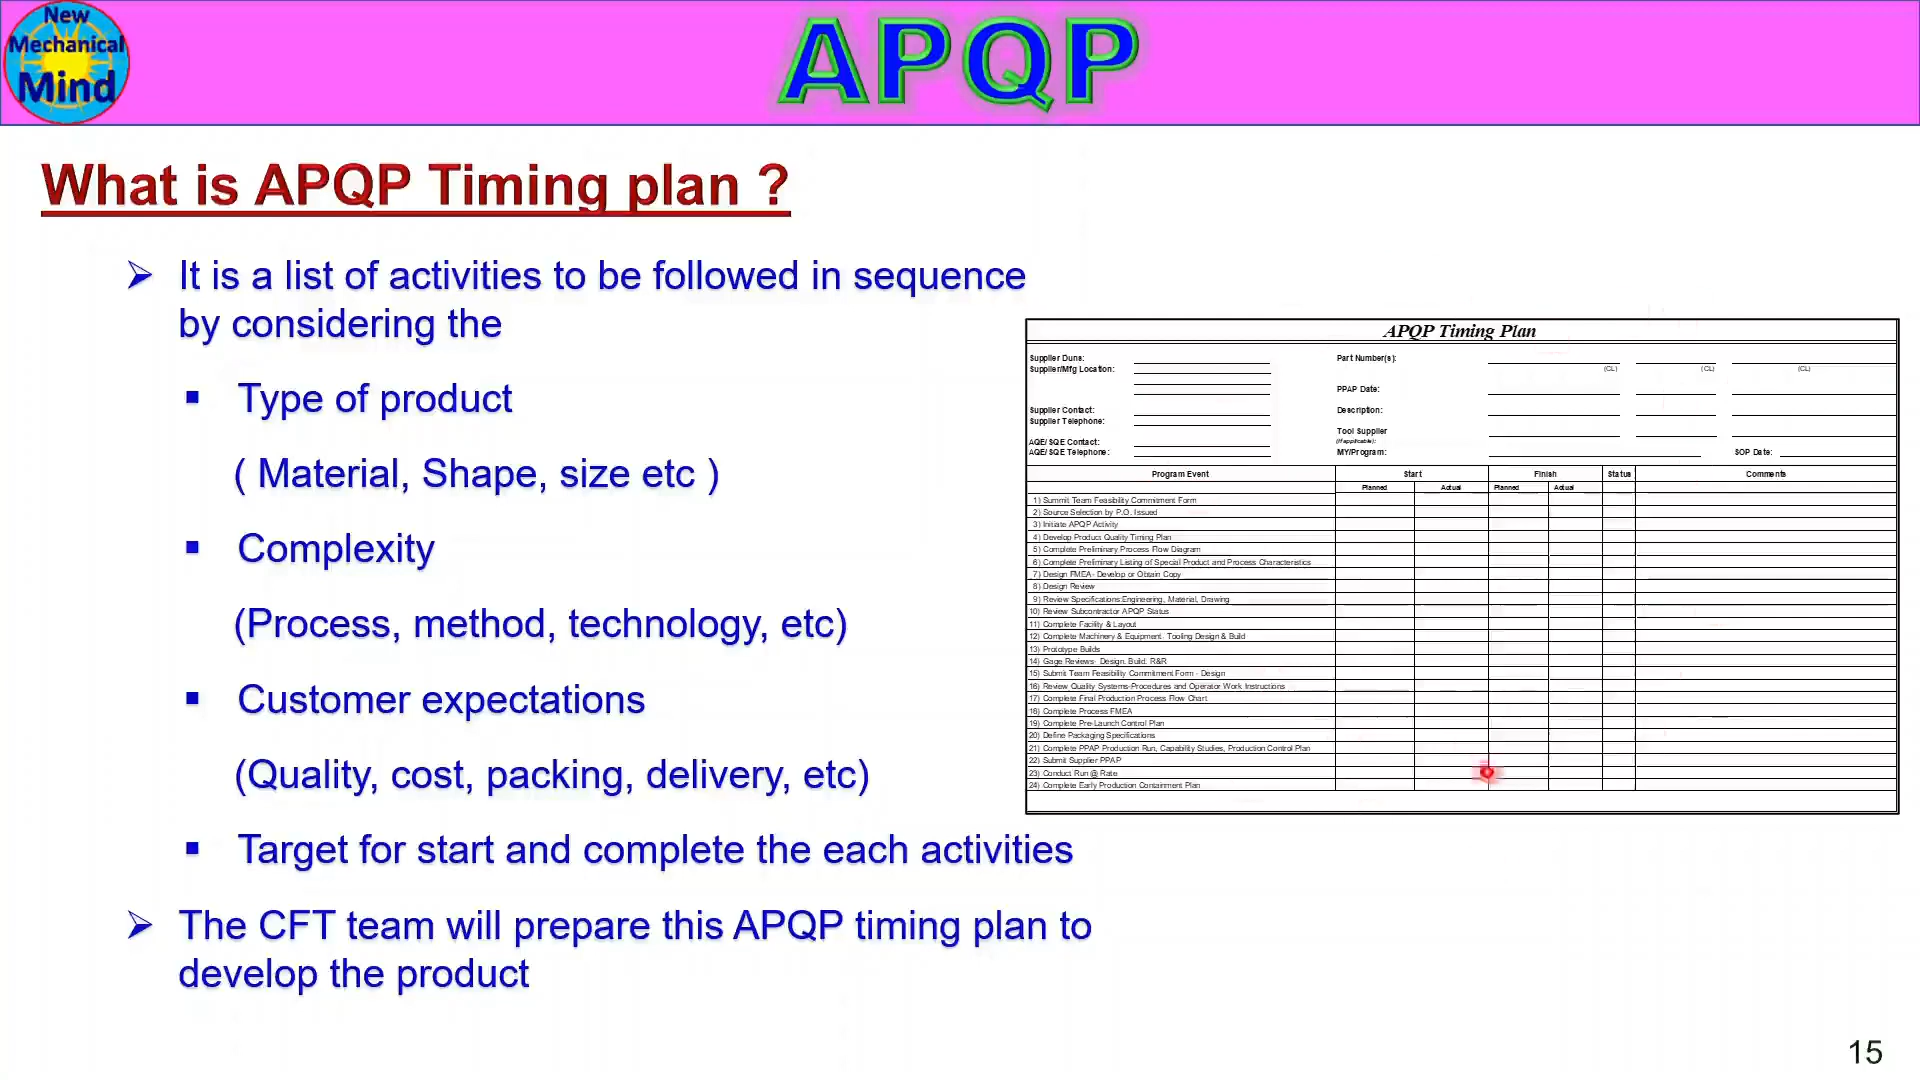 New
Mechanical
Mind
APQP
What is APQP Timing plan ?
➢ It is a list of activities to be followed in sequence
by considering the
▪ Type of product
( Material, Shape, size etc )
▪ Complexity
(Process, method, technology, etc)
▪ Customer expectations
(Quality, cost, packing, delivery, etc)
▪ Target for start and complete the each activities
➢ The CFT team will prepare this APQP timing plan to
develop the product
APQP Timing Plan
Supplier Duns: Part Number(s):
Supplier/Mfg Location: (CL) (CL) (CL)
PPAP Date:
Supplier Contact: Description:
Supplier Telephone:
Tool Supplier
AQE/SQE Contact: (If applicable):
AQE/SQE Telephone: MY/Program: SOP Date:
Program Event Start Finish Status Comments
Planned Actual Planned Actual
1) Summit Team Feasibility Commitment Form
2) Source Selection by P.O. Issued
3) Initiate APQP Activity
4) Develop Product Quality Timing Plan
5) Complete Preliminary Process Flow Diagram
6) Complete Preliminary Listing of Special Product and Process Characteristics
7) Design FMEA- Develop or Obtain Copy
8) Design Review
9) Review Specifications:Engineering, Material, Drawing
10) Review Subcontractor APQP Status
11) Complete Facility & Layout
12) Complete Machinery & Equipment. Tooling Design & Build
13) Prototype Builds
14) Gage Reviews- Design. Build. R&R
15) Submit Team Feasibility Commitment Form - Design
16) Review Quality Systems-Procedures and Operator Work Instructions
17) Complete Final Production Process Flow Chart
18) Complete Process FMEA
19) Complete Pre-Launch Control Plan
20) Define Packaging Specifications
21) Complete PPAP Production Run, Capability Studies, Production Control Plan
22) Submit Supplier PPAP
23) Conduct Run @ Rate
24) Complete Early Production Containment Plan
15